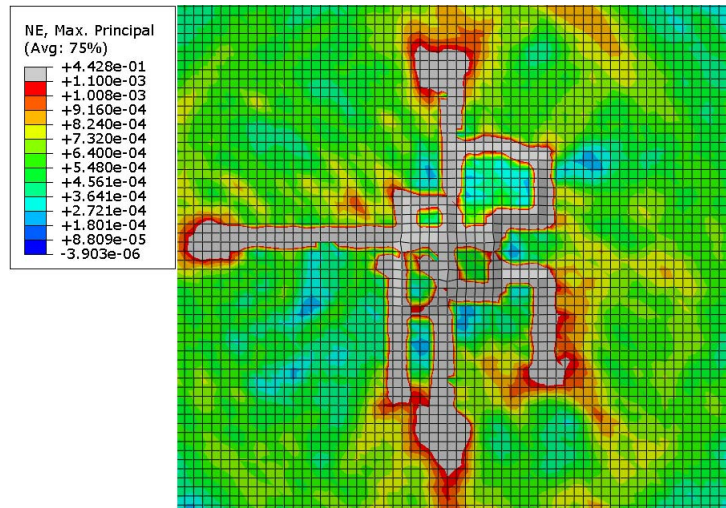 NE, Max. Principal
(Avg: 75%)
+4.428e-01
+1.100e-03
+1.008e-03
+9.160e-04
+8.240e-04
+7.320e-04
+6.400e-04
+5.480e-04
+4.561e-04
+3.641e-04
+2.721e-04
+1.801e-04
+8.809e-05
-3.903e-06